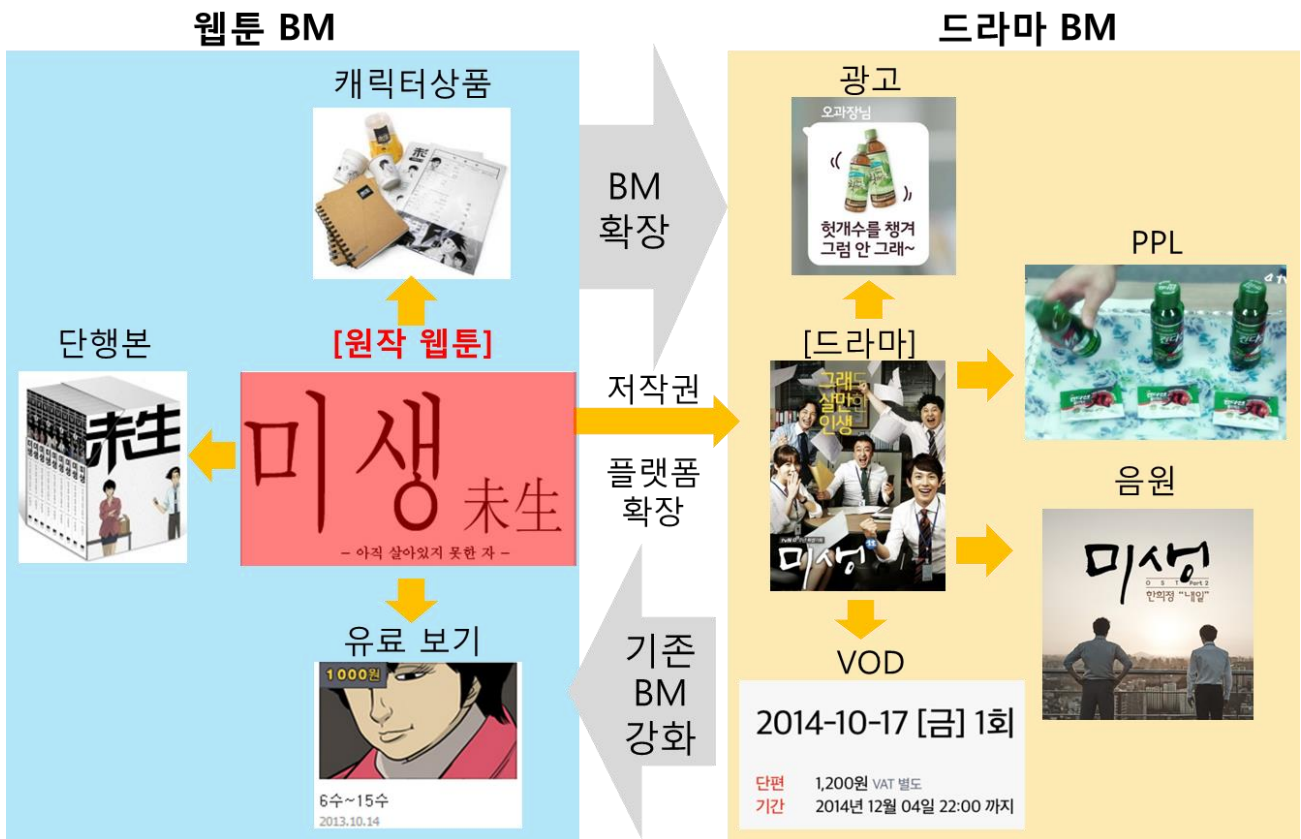 웹툰 BM
드라마 BM
캐릭터상품
단행본
[원작 웹툰]
未生
미생 未生
– 아직 살아있지 못한 자 –
유료 보기
1000원
6수~15수
2013.10.14
BM
확장
저작권
플랫폼
확장
기존
BM
강화
광고
오과장님
헛개수를 챙겨
그럼 안 그래~
PPL
[드라마]
그래도
살만한
인생
미생
음원
미생
OST Part 2
한희정 "내일"
VOD
2014-10-17 [금] 1회
단편 1,200원 VAT 별도
기간 2014년 12월 04일 22:00 까지